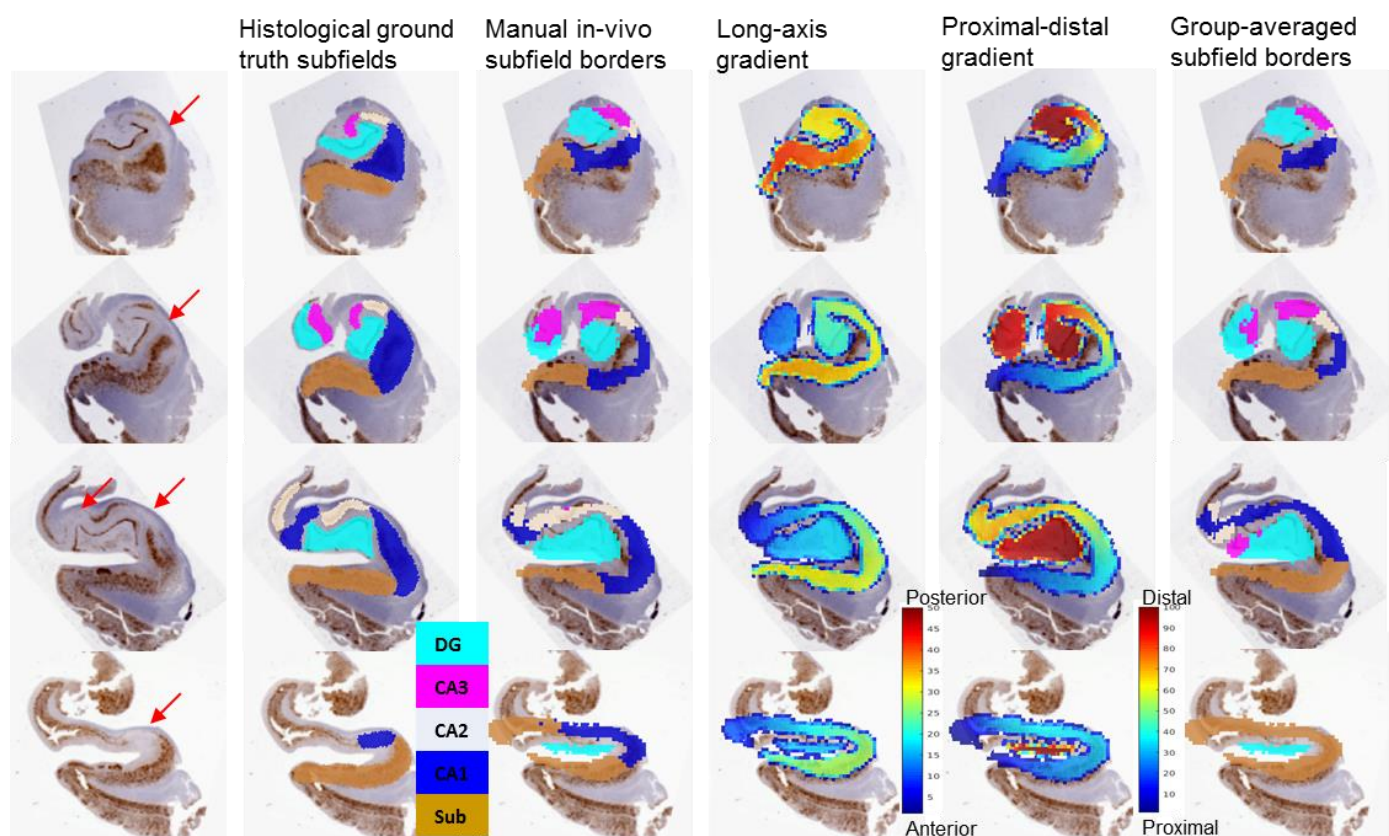 Histological ground
truth subfields
Manual in-vivo
subfield borders
Long-axis
gradient
Proximal-distal
gradient
Group-averaged
subfield borders
DG
CA3
CA2
CA1
Sub
Posterior
50
45
40
35
30
25
20
15
10
5
Anterior
Distal
100
90
80
70
60
50
40
30
20
10
Proximal